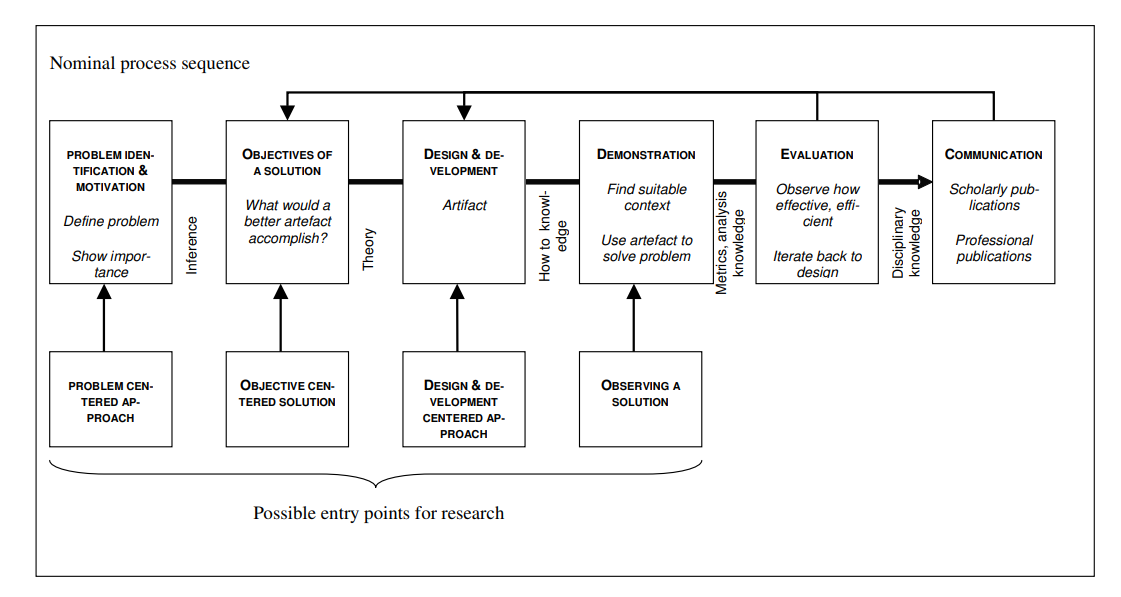 Nominal process sequence
PROBLEM IDEN-
TIFICATION &
MOTIVATION
Define problem
Show impor-
tance
Inference
OBJECTIVES OF
A SOLUTION
What would a
better artefact
accomplish?
Theory
DESIGN & DE-
VELOPMENT
Artifact
How to knowl-
edge
DEMONSTRATION
Find suitable
context
Use artefact to
solve problem
Metrics, analysis
knowledge
EVALUATION
Observe how
effective, effi-
cient
Iterate back to
design
Disciplinary
knowledge
COMMUNICATION
Scholarly pub-
lications
Professional
publications
PROBLEM CEN-
TERED AP-
PROACH
OBJECTIVE CEN-
TERED SOLUTION
DESIGN & DE-
VELOPMENT
CENTERED AP-
PROACH
OBSERVING A
SOLUTION
Possible entry points for research